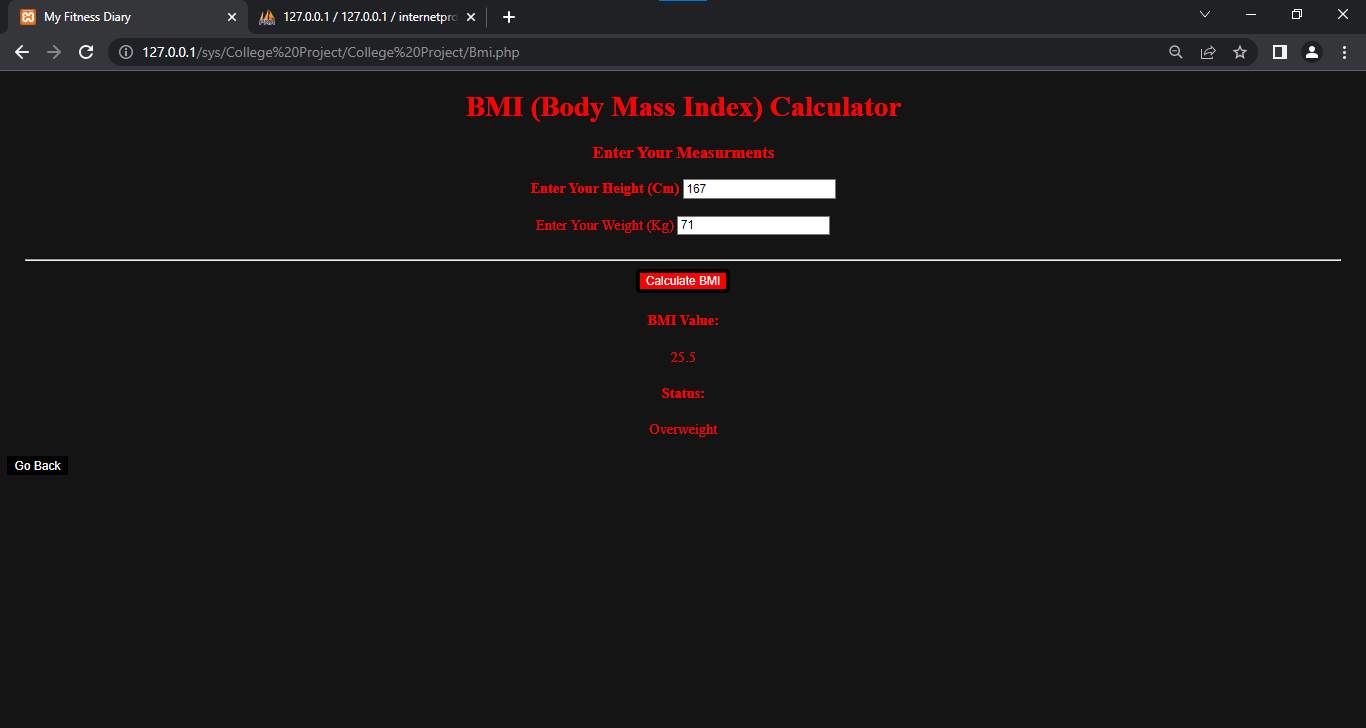 My Fitness Diary
127.0.0.1 / 127.0.0.1 / internetpro
127.0.0.1/sys/College%20Project/College%20Project/Bmi.php
BMI (Body Mass Index) Calculator
Enter Your Measurments
Enter Your Height (Cm) 167
Enter Your Weight (Kg) 71
Calculate BMI
BMI Value:
25.5
Status:
Overweight
Go Back